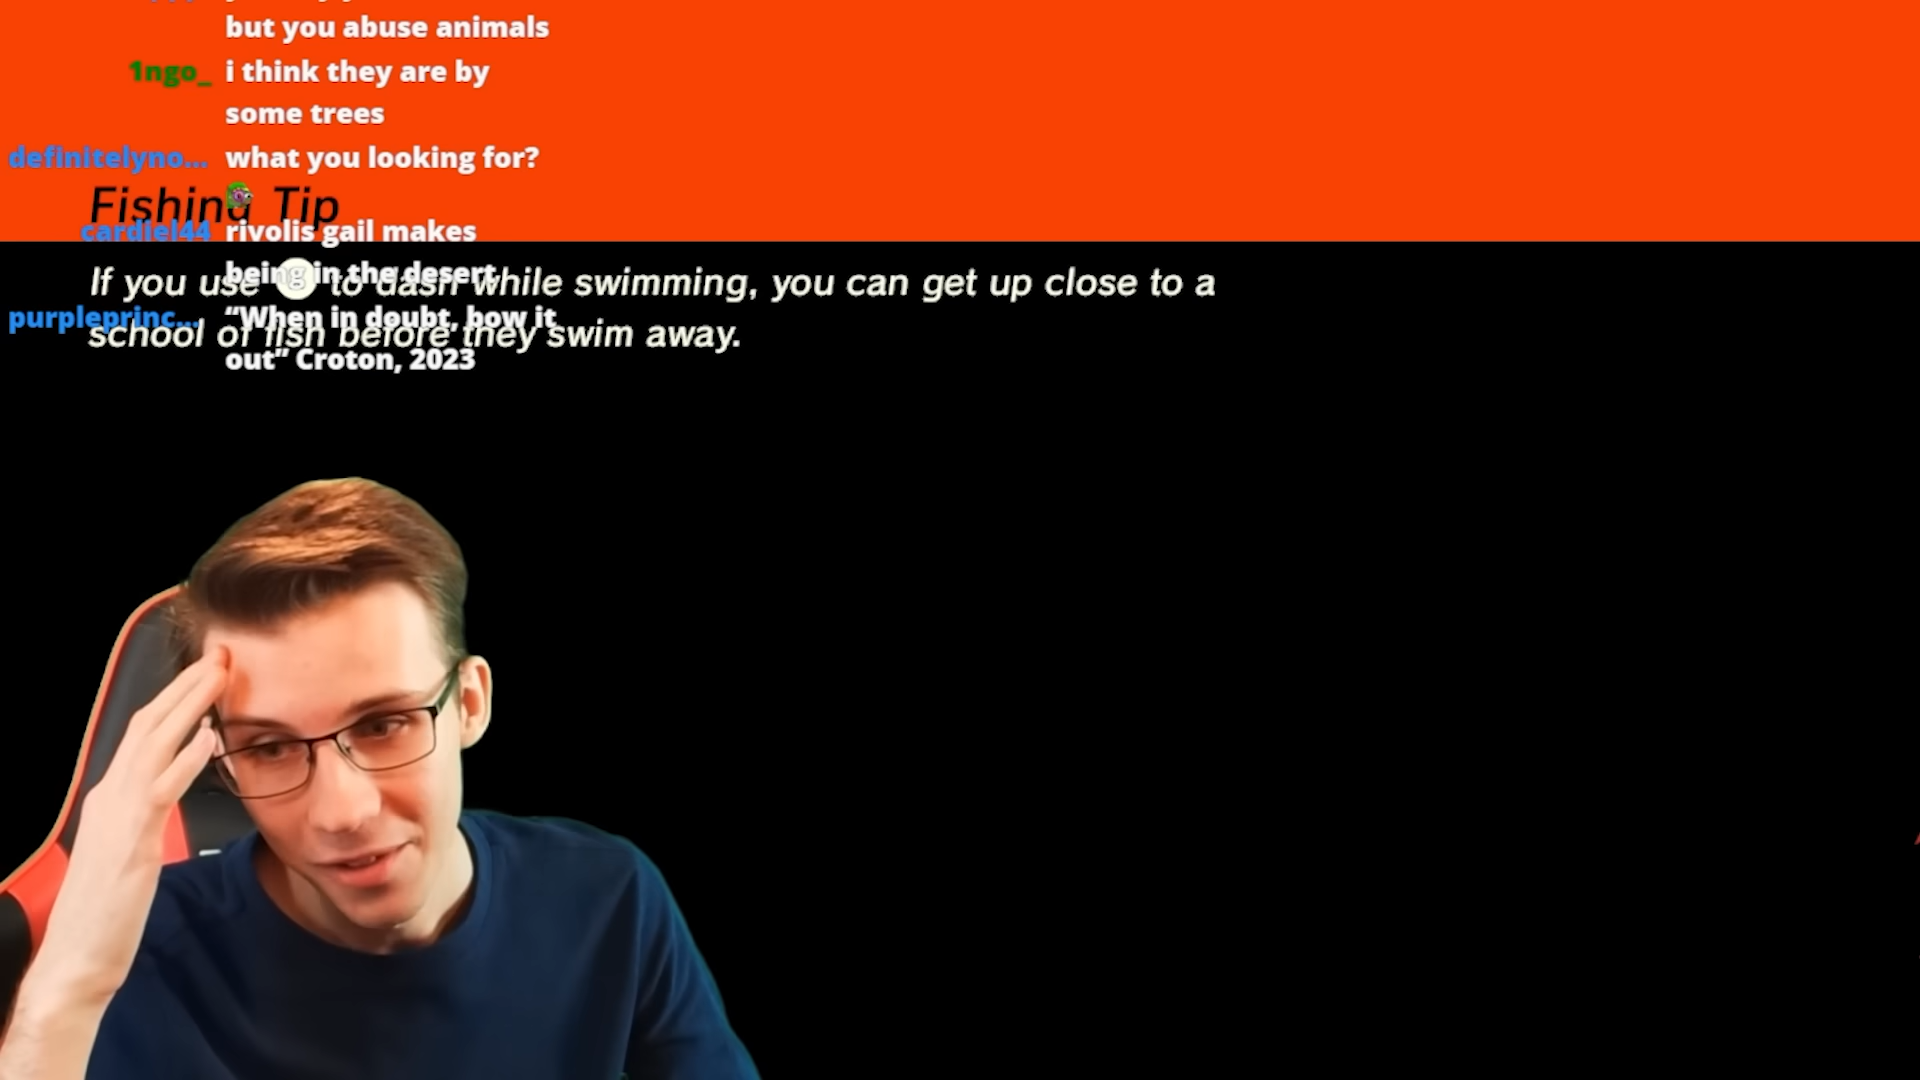 but you abuse animals
1ngo_ i think they are by
some trees
definitelyno... what you looking for?
Fishing Tip
cardiel44 rivolis gail makes
being in the desert
If you use to dash while swimming, you can get up close to a
purpleprinc... “When in doubt, bow it
school of fish before they swim away.
out” Croton, 2023